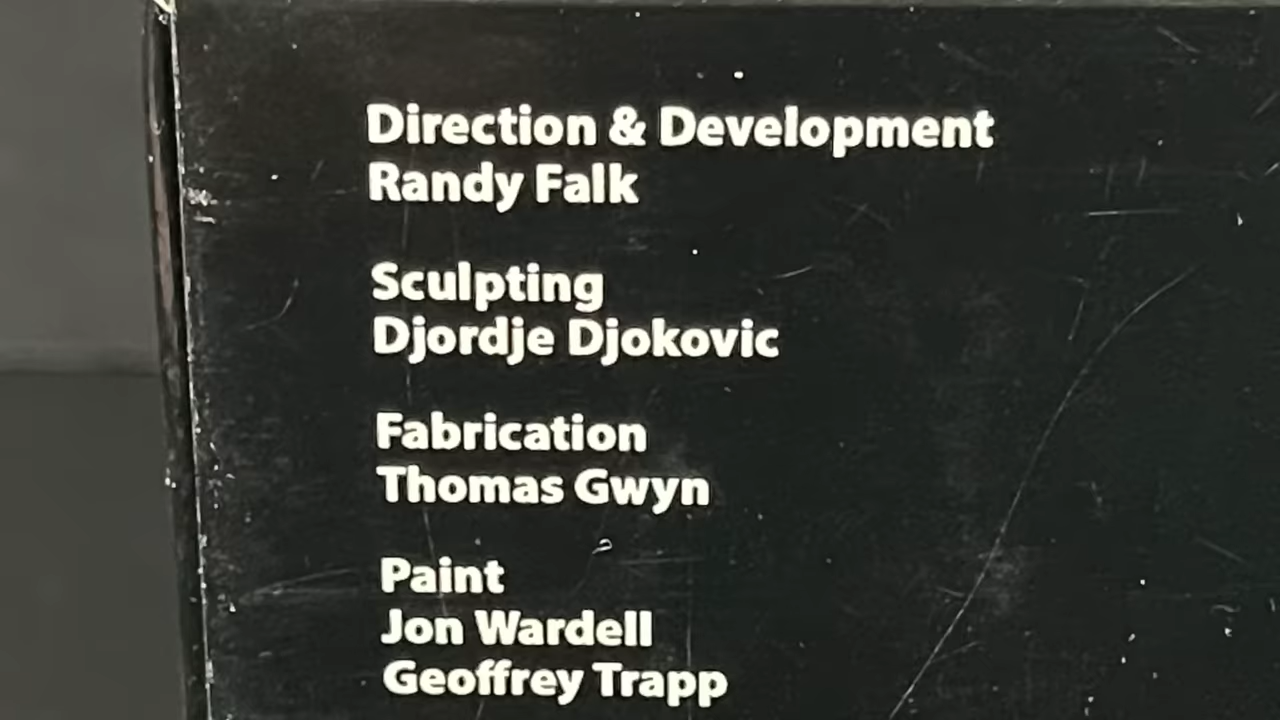 Direction & Development
Randy Falk
Sculpting
Djordje Djokovic
Fabrication
Thomas Gwyn
Paint
Jon Wardell
Geoffrey Trapp